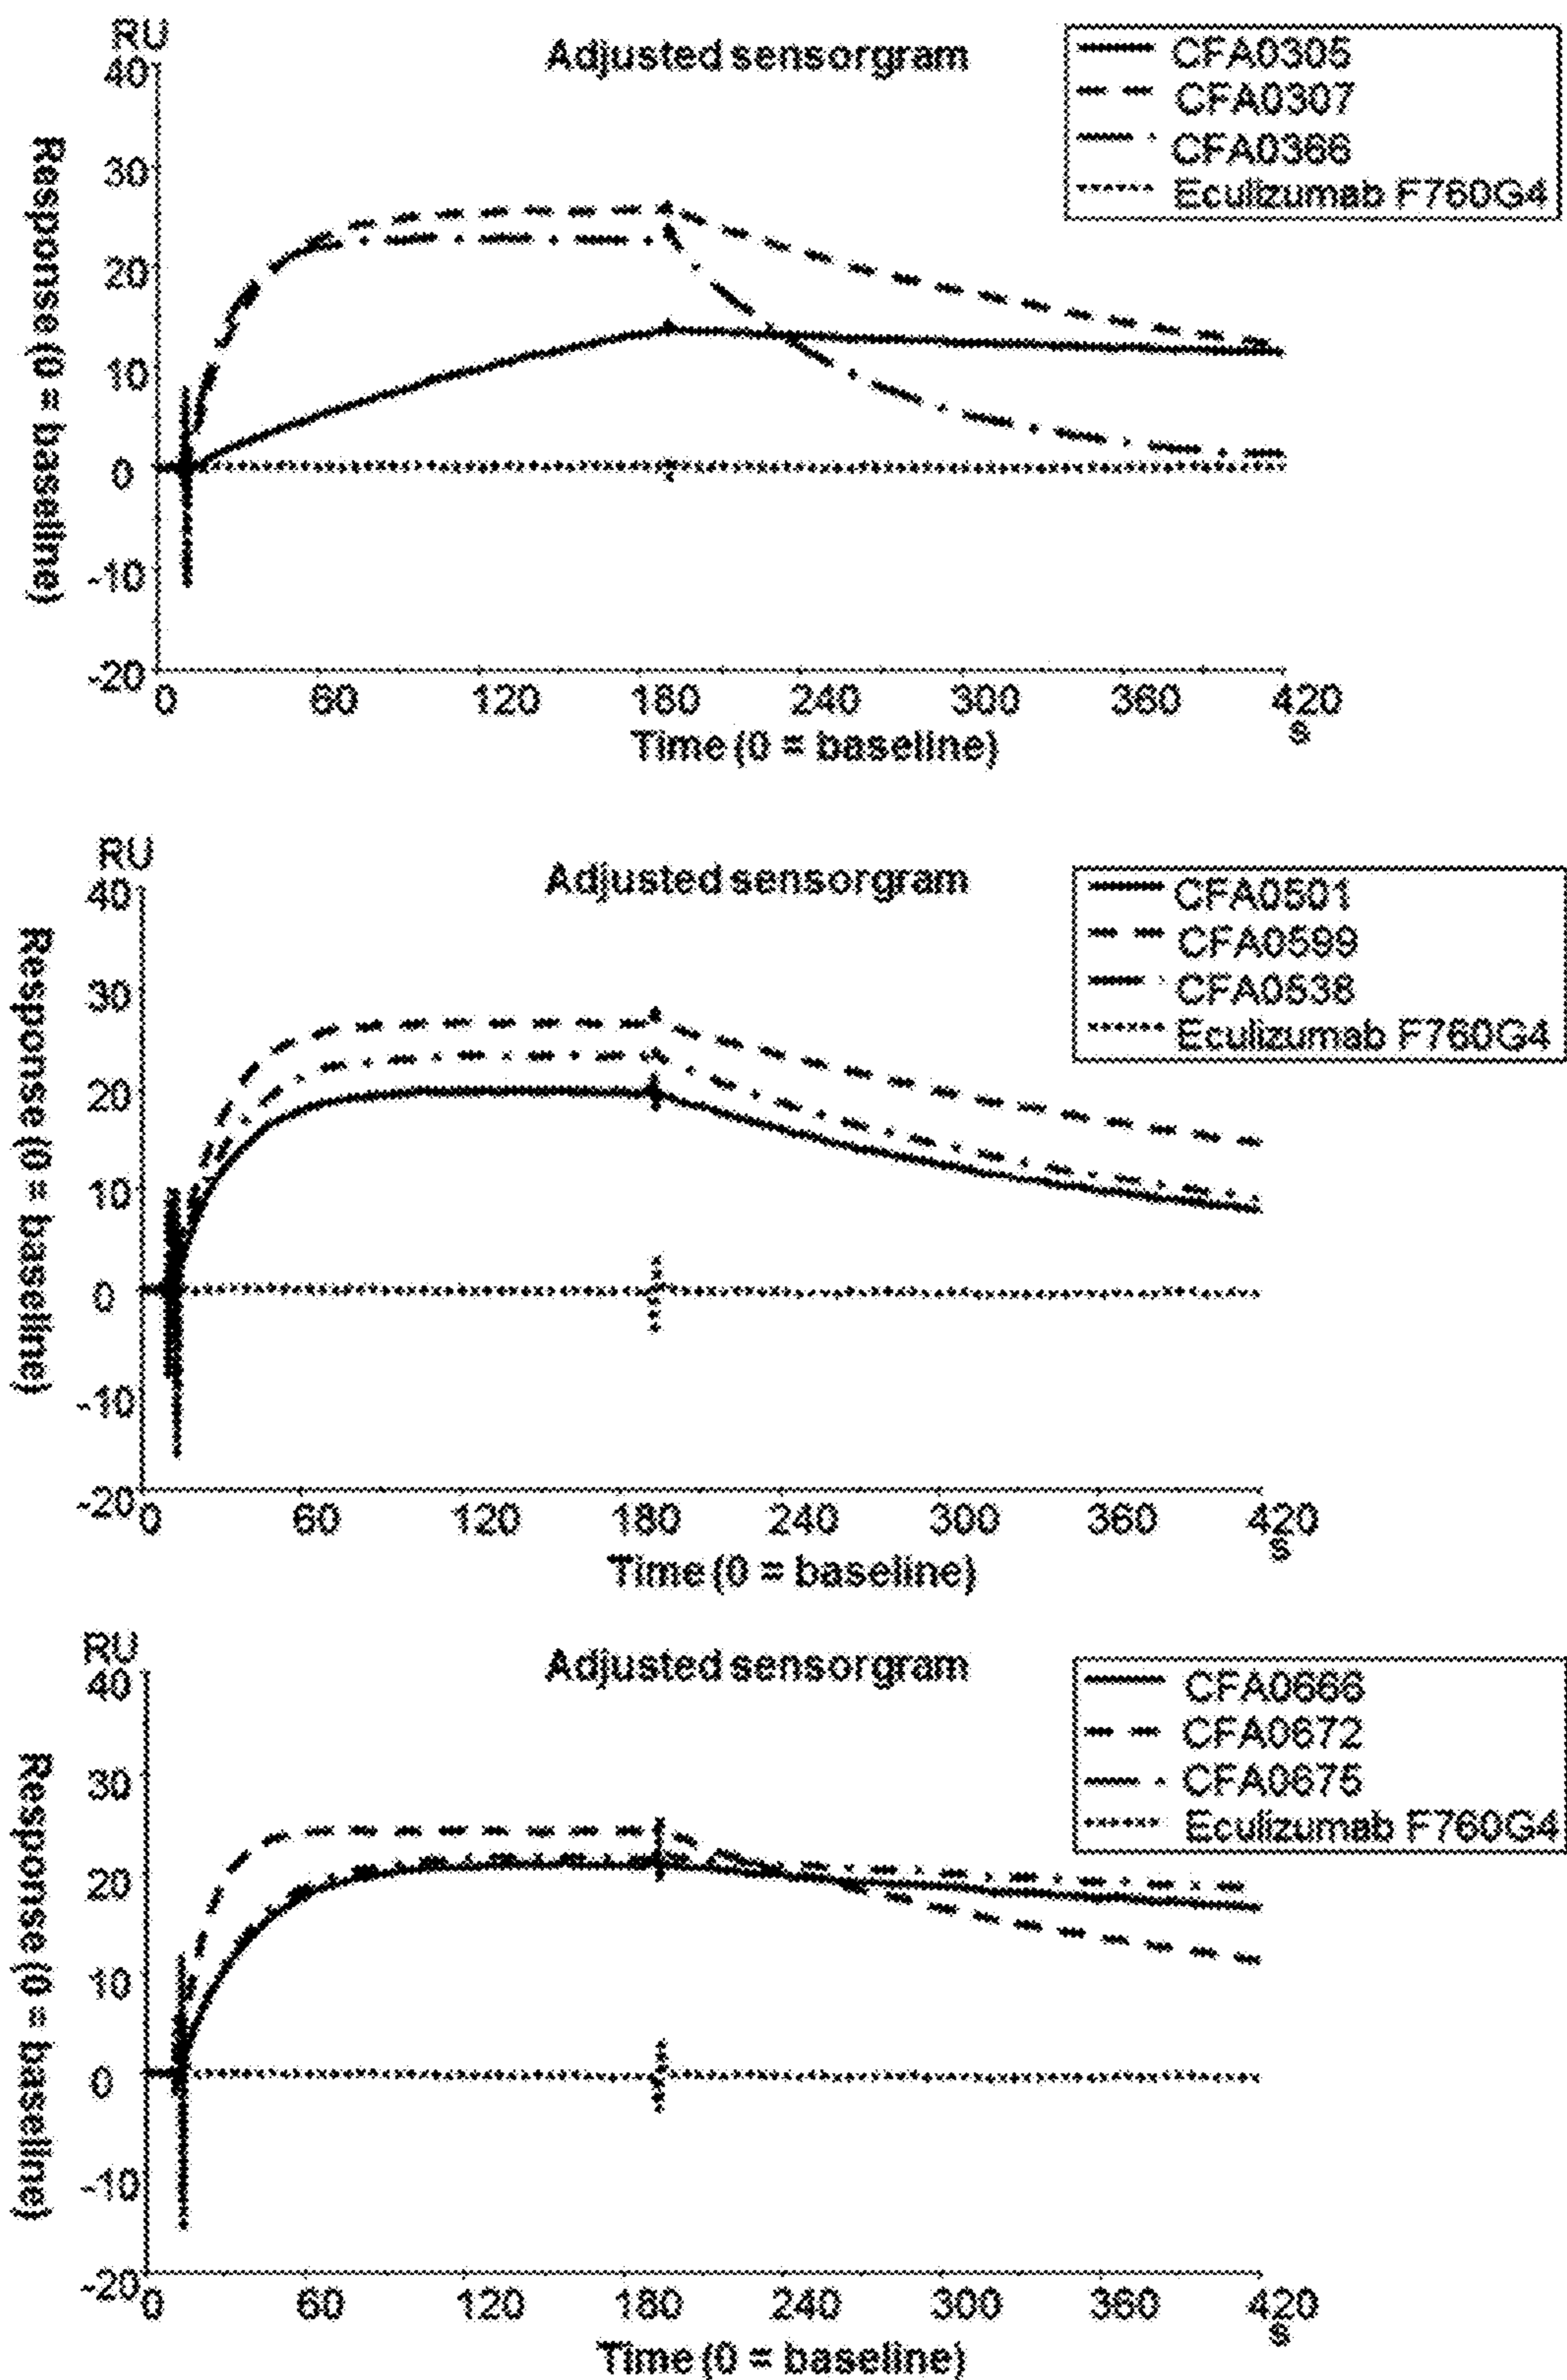 RU
Adjusted sensorgram
40
30
20
10
0
-10
-20
Response (0 = baseline)
0 60 120 180 240 300 360 420
s
Time (0 = baseline)
CFA0305
CFA0307
CFA0366
Eculizumab F760G4
RU
Adjusted sensorgram
40
30
20
10
0
-10
-20
Response (0 = baseline)
0 60 120 180 240 300 360 420
s
Time (0 = baseline)
CFA0501
CFA0599
CFA0538
Eculizumab F760G4
RU
Adjusted sensorgram
40
30
20
10
0
-10
-20
Response (0 = baseline)
0 60 120 180 240 300 360 420
s
Time (0 = baseline)
CFA0666
CFA0672
CFA0675
Eculizumab F760G4